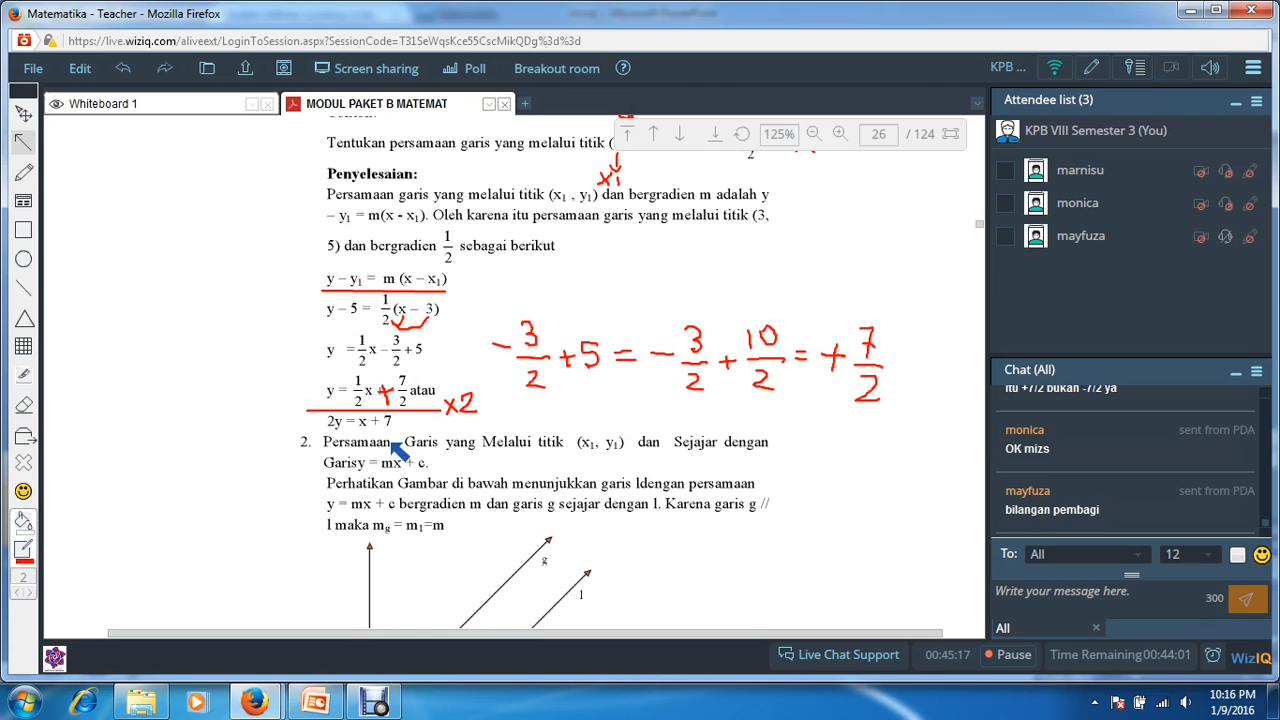 Matematika - Teacher - Mozilla Firefox
https://live.wiziq.com/aliveext/LoginToSession.aspx?SessionCode=T31SeWqsKce55CscMikQDg%3d%3d
File Edit Screen sharing Poll Breakout room ? KPB ...
Whiteboard 1
MODUL PAKET B MATEMAT
125% 26 / 124
Tentukan persamaan garis yang melalui titik (
2
x1
Penyelesaian:
Persamaan garis yang melalui titik (x₁ , y₁) dan bergradien m adalah y
– y₁ = m(x - x₁). Oleh karena itu persamaan garis yang melalui titik (3,
5) dan bergradien 1/2 sebagai berikut
y – y₁ = m (x – x₁)
y – 5 = 1/2 (x – 3)
y = 1/2 x – 3/2 + 5
y = 1/2 x + 7/2 atau
x2
2y = x + 7
- 3/2 + 5 = - 3/2 + 10/2 = + 7/2
2. Persamaan Garis yang Melalui titik (x₁, y₁) dan Sejajar dengan
Garisy = mx + c.
Perhatikan Gambar di bawah menunjukkan garis ldengan persamaan
y = mx + c bergradien m dan garis g sejajar dengan l. Karena garis g //
l maka mg = m₁=m
g
l
2
Attendee list (3)
KPB VIII Semester 3 (You)
marnisu
monica
mayfuza
Chat (All)
itu +7/2 bukan -7/2 ya
monica sent from PDA
OK mizs
mayfuza sent from PDA
bilangan pembagi
To: All 12
Write your message here. 300
All
Live Chat Support 00:45:17 Pause Time Remaining 00:44:01 WizIQ
10:16 PM
1/9/2016